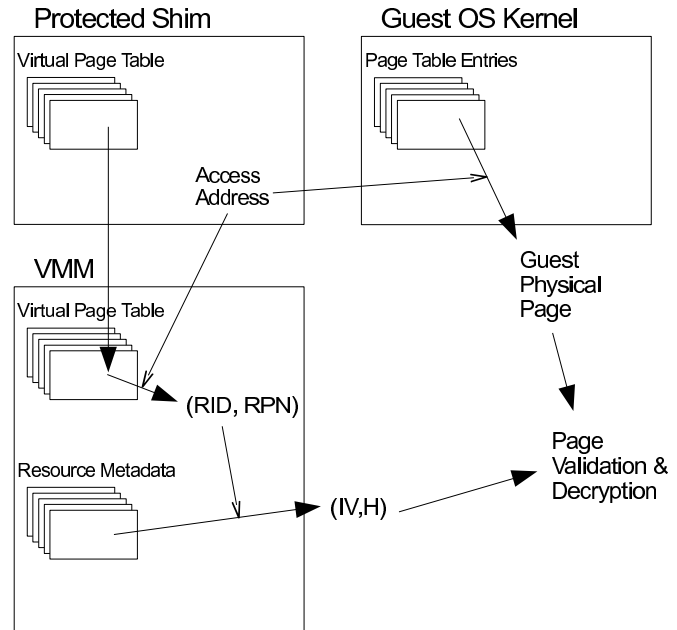 Protected Shim
Guest OS Kernel
Virtual Page Table
Page Table Entries
Access
Address
Guest
Physical
Page
VMM
Virtual Page Table
(RID, RPN)
Resource Metadata
(IV,H)
Page
Validation &
Decryption